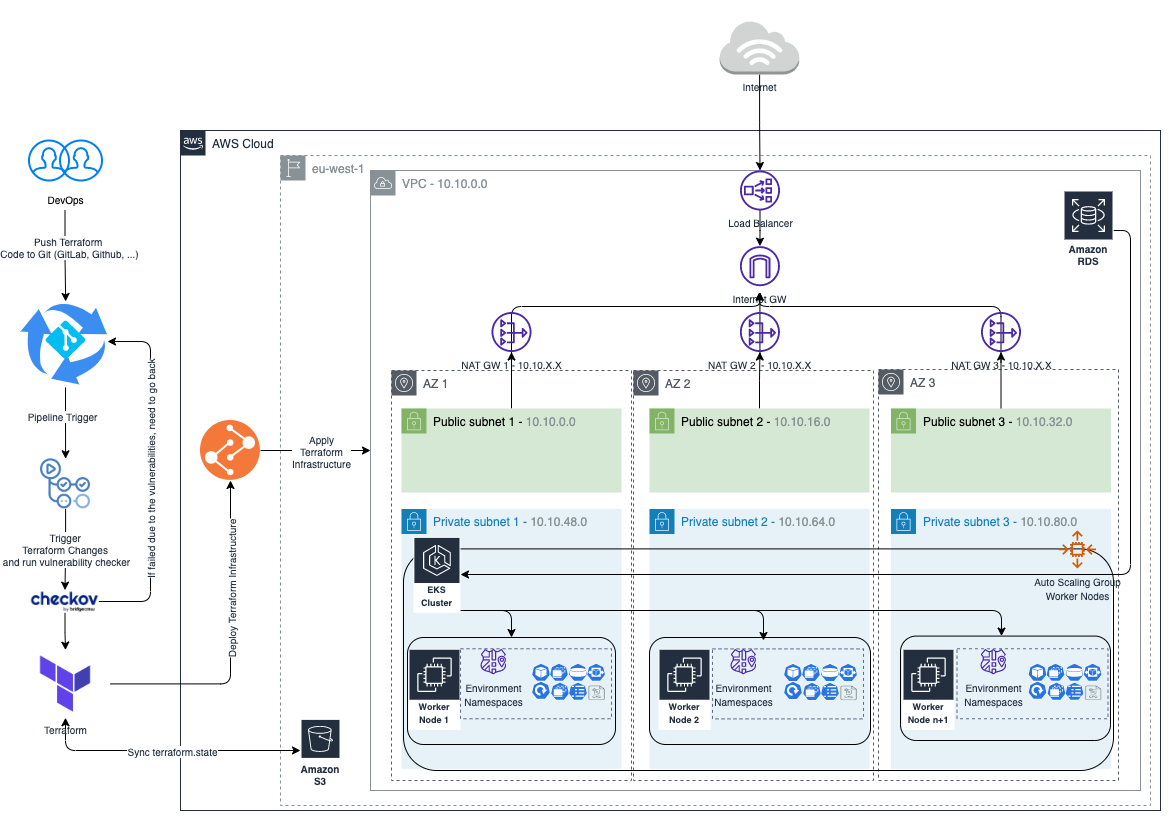 Internet
aws
AWS Cloud
eu-west-1
VPC - 10.10.0.0
DevOps
Load Balancer
Amazon
RDS
Push Terraform
Code to Git (GitLab, Github, ...)
Internet GW
NAT GW 1 - 10.10.X.X
NAT GW 2 - 10.10.X.X
NAT GW 3 - 10.10.X.X
AZ 1
AZ 2
AZ 3
Public subnet 1 - 10.10.0.0
Public subnet 2 - 10.10.16.0
Public subnet 3 - 10.10.32.0
Pipeline Trigger
If failed due to the vulnerabilities, need to go back
Apply
Terraform
Infrastructure
Private subnet 1 - 10.10.48.0
Private subnet 2 - 10.10.64.0
Private subnet 3 - 10.10.80.0
Trigger
Terraform Changes
and run vulnerability checker
Deploy Terraform Infrastructure
EKS
Cluster
Auto Scaling Group
Worker Nodes
checkov
by bridgecrew
Environment
Namespaces
Worker
Node 1
Environment
Namespaces
Worker
Node 2
Environment
Namespaces
Worker
Node n+1
Terraform
Sync terraform.state
Amazon
S3